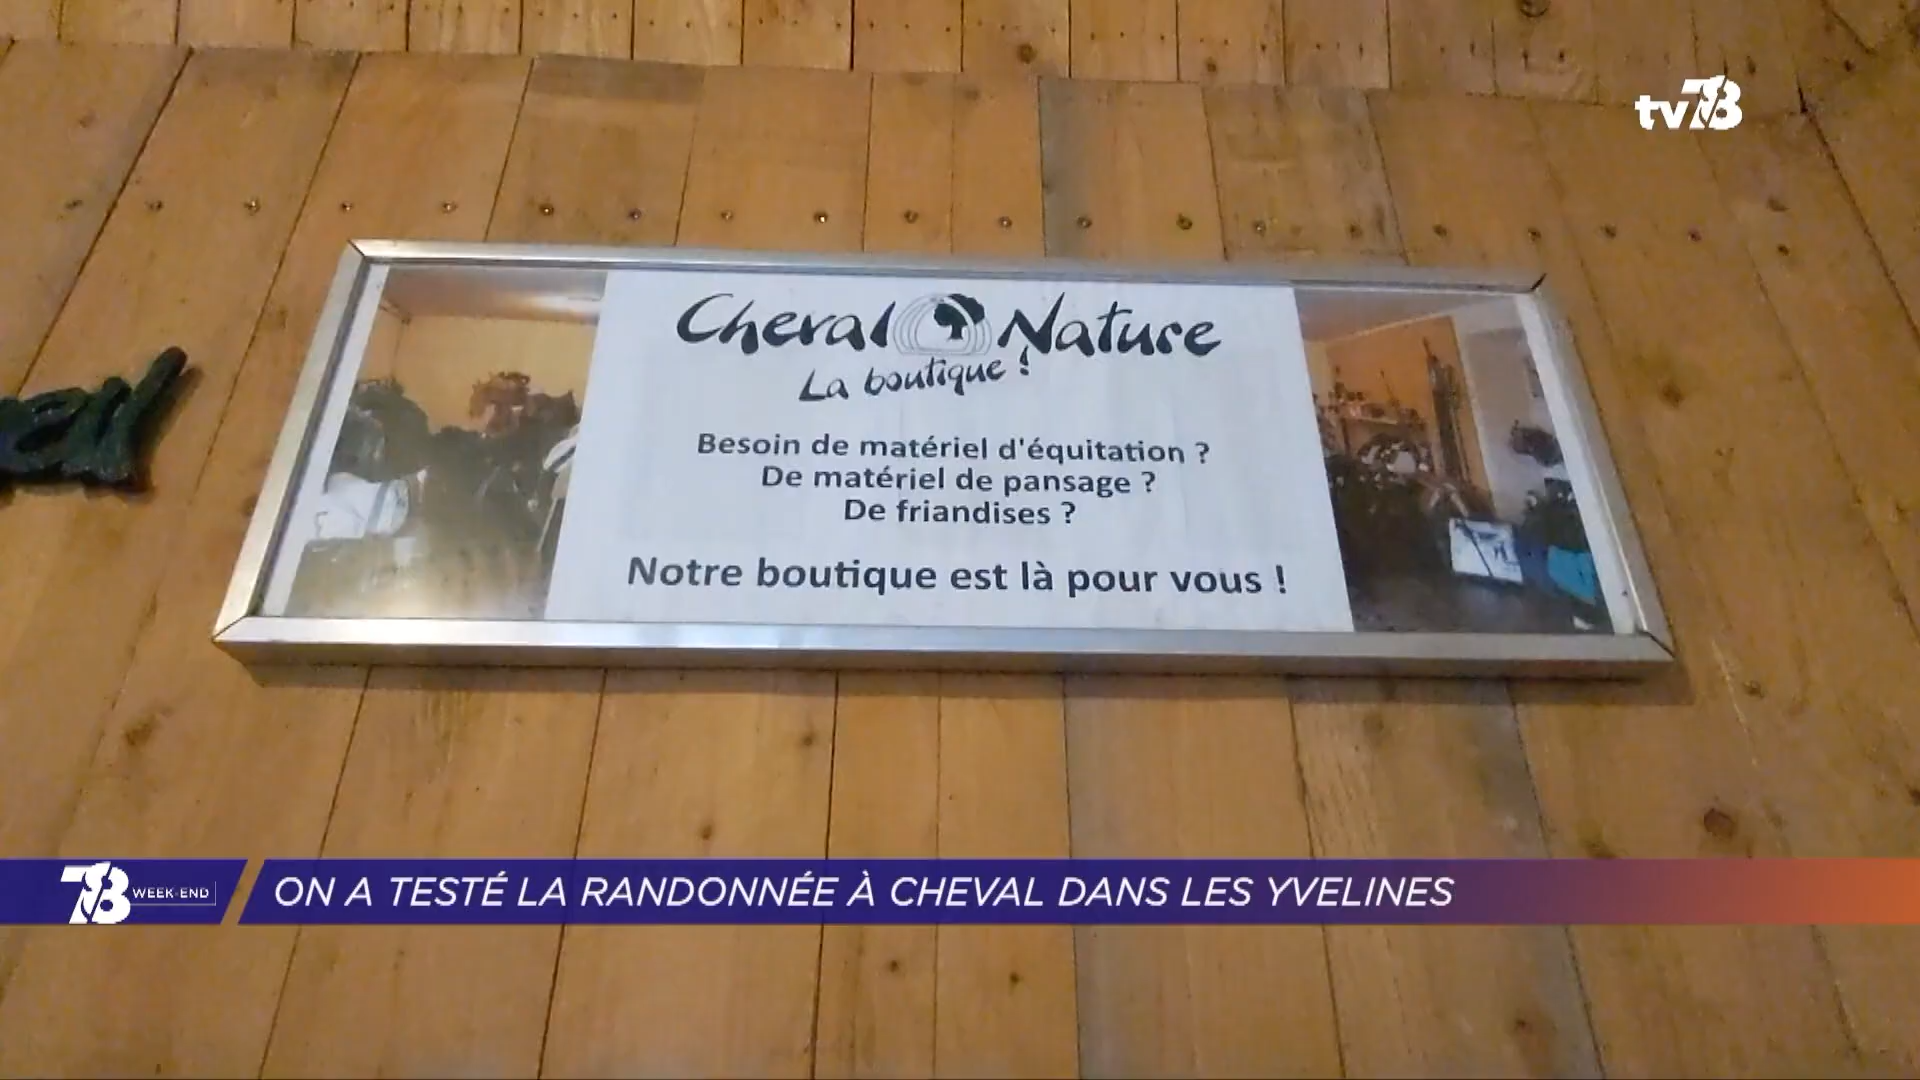 tv78
Cheval Nature
La boutique !
Besoin de matériel d'équitation ?
De matériel de pansage ?
De friandises ?
Notre boutique est là pour vous !
78 WEEK-END
ON A TESTÉ LA RANDONNÉE À CHEVAL DANS LES YVELINES